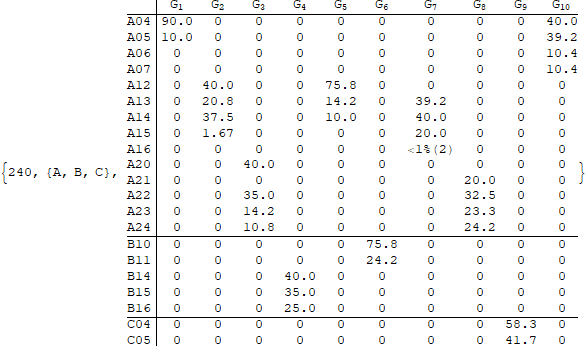 G1 G2 G3 G4 G5 G6 G7 G8 G9 G10
A04 90.0 0 0 0 0 0 0 0 0 40.0
A05 10.0 0 0 0 0 0 0 0 0 39.2
A06 0 0 0 0 0 0 0 0 0 10.4
A07 0 0 0 0 0 0 0 0 0 10.4
A12 0 40.0 0 0 75.8 0 0 0 0 0
A13 0 20.8 0 0 14.2 0 39.2 0 0 0
A14 0 37.5 0 0 10.0 0 40.0 0 0 0
A15 0 1.67 0 0 0 0 20.0 0 0 0
A16 0 0 0 0 0 0 <1%(2) 0 0 0
{240, {A, B, C}, A20 0 0 40.0 0 0 0 0 0 0 0 }
A21 0 0 0 0 0 0 0 20.0 0 0
A22 0 0 35.0 0 0 0 0 32.5 0 0
A23 0 0 14.2 0 0 0 0 23.3 0 0
A24 0 0 10.8 0 0 0 0 24.2 0 0
B10 0 0 0 0 0 75.8 0 0 0 0
B11 0 0 0 0 0 24.2 0 0 0 0
B14 0 0 0 40.0 0 0 0 0 0 0
B15 0 0 0 35.0 0 0 0 0 0 0
B16 0 0 0 25.0 0 0 0 0 0 0
C04 0 0 0 0 0 0 0 0 58.3 0
C05 0 0 0 0 0 0 0 0 41.7 0